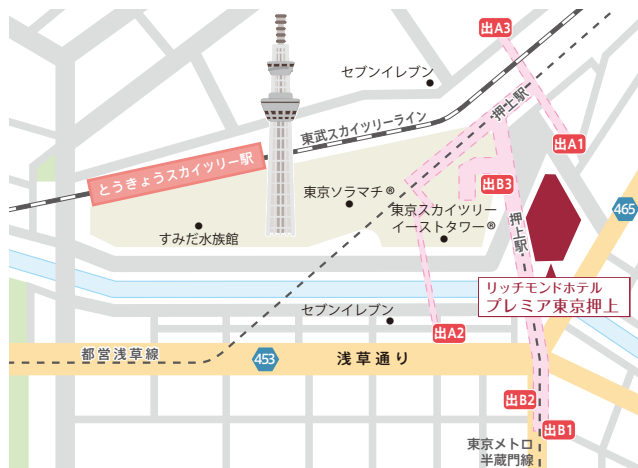 出A3
セブンイレブン
押上駅
東武スカイツリーライン
出A1
とうきょうスカイツリー駅
出B3
東京ソラマチ®
東京スカイツリー
イーストタワー®
465
押上駅
すみだ水族館
リッチモンドホテル
プレミア東京押上
セブンイレブン
出A2
都営浅草線
453
浅草通り
出B2
出B1
東京メトロ
半蔵門線